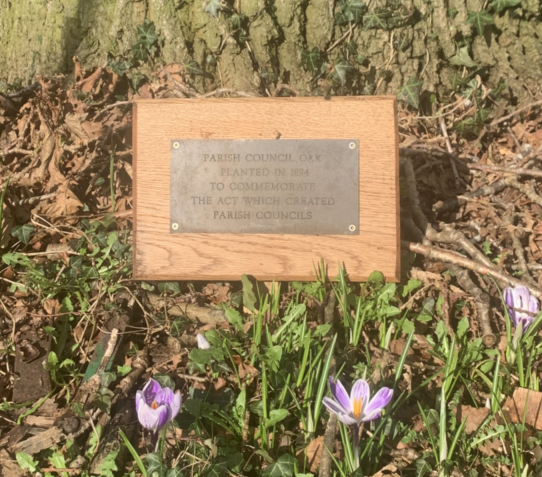 PARISH COUNCIL OAK
PLANTED IN 1894
TO COMMEMORATE
THE ACT WHICH CREATED
PARISH COUNCILS